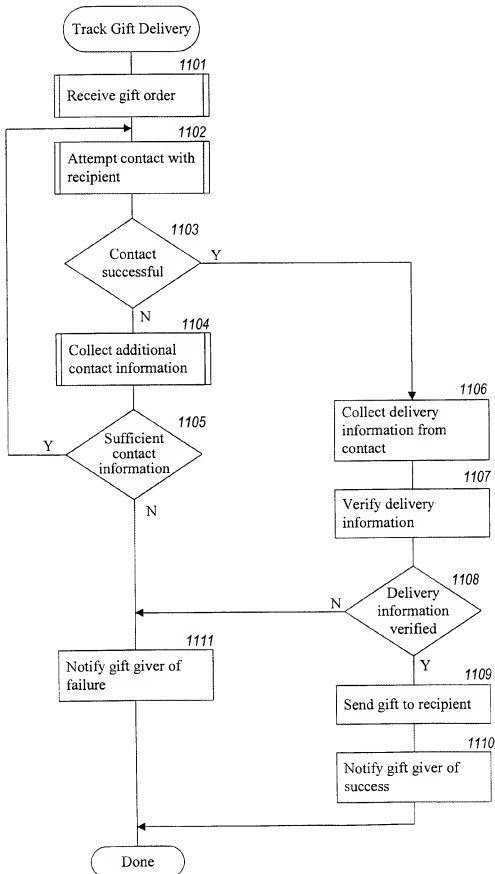 Track Gift Delivery
1101
Receive gift order
1102
Attempt contact with
recipient
1103
Contact
successful
Y
N
1104
Collect additional
contact information
1105
Sufficient
contact
information
Y
N
1106
Collect delivery
information from
contact
1107
Verify delivery
information
1108
Delivery
information
verified
N
Y
1111
Notify gift giver of
failure
1109
Send gift to recipient
1110
Notify gift giver of
success
Done